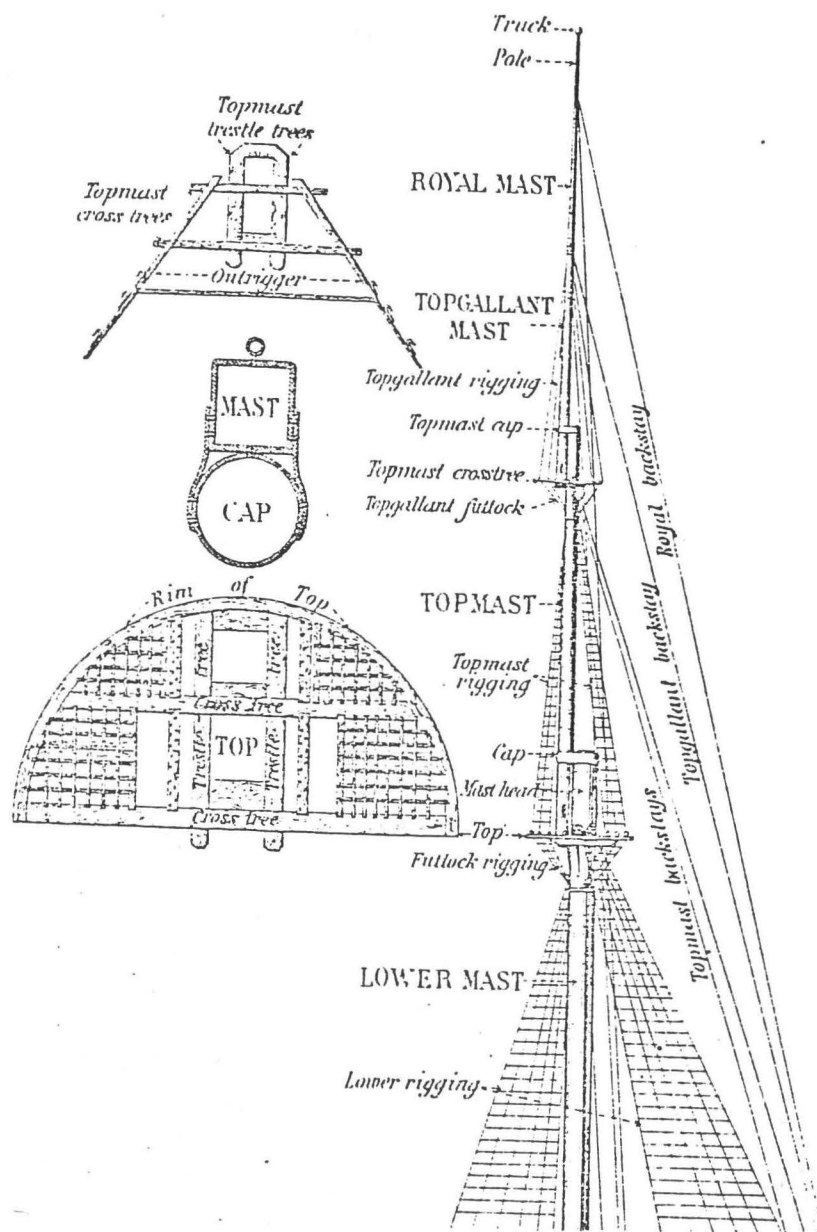 Truck
Pole
Topmast
trestle trees
Topmast
cross trees
Outrigger
MAST
CAP
Rim of Top
tree
tree
Cross tree
TOP
Trestle
Trestle
Cross tree
ROYAL MAST
TOPGALLANT
MAST
Topgallant rigging
Topmast cap
Topmast crosstree
Topgallant futtock
TOPMAST
Topmast
rigging
Cap
Mast head
Top
Futtock rigging
LOWER MAST
Lower rigging
Royal backstay
Topgallant backstay
Topmast backstays